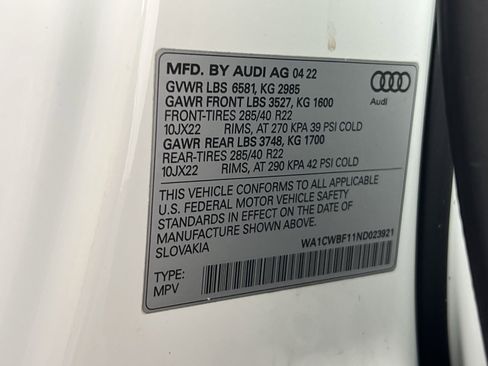 MFD. BY AUDI AG 04 22
GVWR LBS 6581, KG 2985
GAWR FRONT LBS 3527, KG 1600
FRONT-TIRES 285/40 R22
10JX22 RIMS, AT 270 KPA 39 PSI COLD
GAWR REAR LBS 3748, KG 1700
REAR-TIRES 285/40 R22
10JX22 RIMS, AT 290 KPA 42 PSI COLD
Audi
THIS VEHICLE CONFORMS TO ALL APPLICABLE
U.S. FEDERAL MOTOR VEHICLE SAFETY
STANDARDS IN EFFECT ON THE DATE OF
MANUFACTURE SHOWN ABOVE.
SLOVAKIA
WA1CWBF11ND023921
TYPE:
MPV